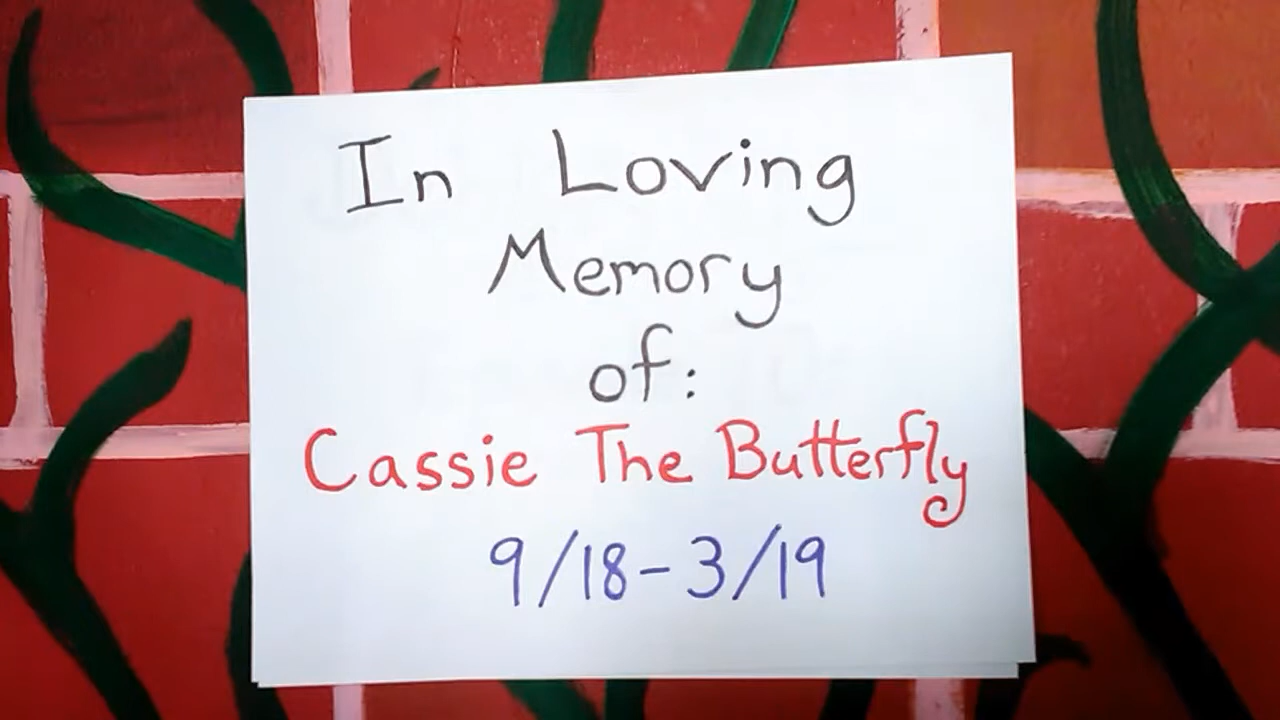 In Loving
Memory
of:
Cassie The Butterfly
9/18-3/19